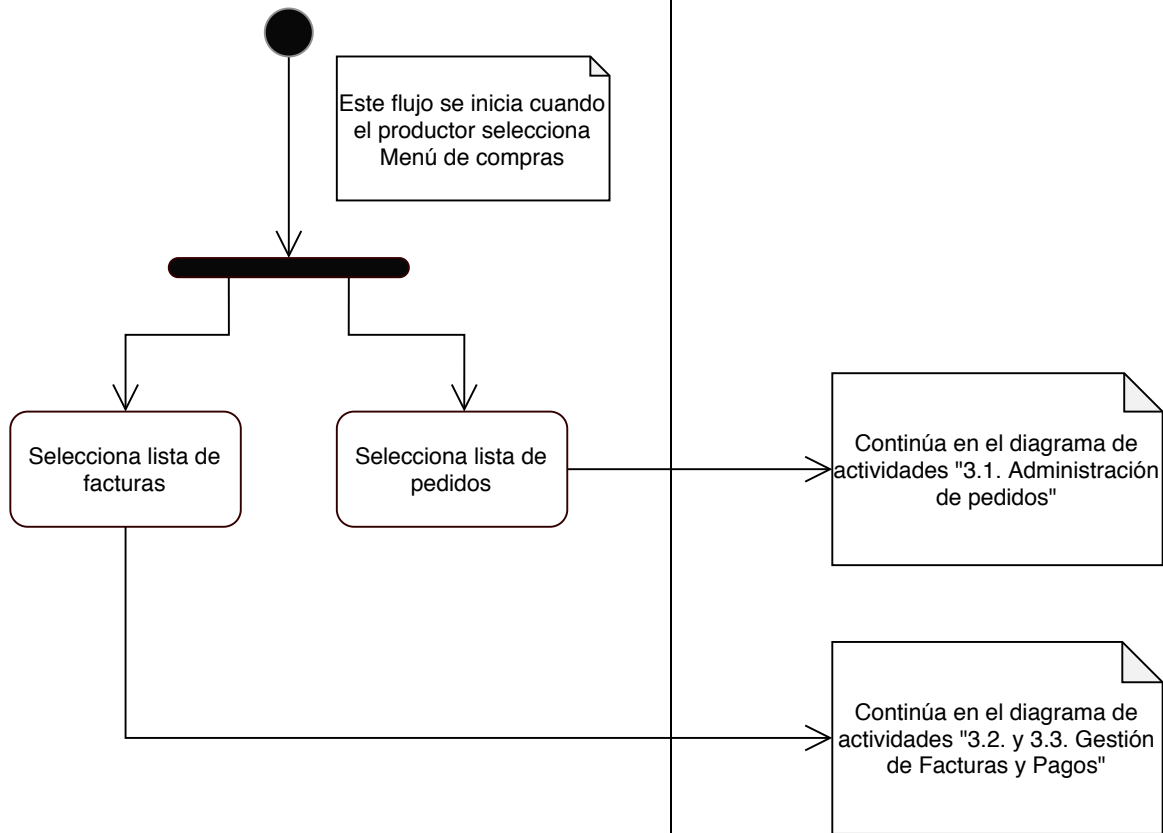 Este flujo se inicia cuando
el productor selecciona
Menú de compras
Selecciona lista de
facturas
Selecciona lista de
pedidos
Continúa en el diagrama de
actividades "3.1. Administración
de pedidos"
Continúa en el diagrama de
actividades "3.2. y 3.3. Gestión
de Facturas y Pagos"